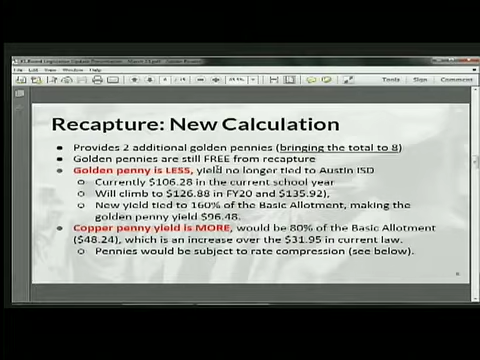 File Edit View Window Help
Tools Sign Comment
Recapture: New Calculation
Provides 2 additional golden pennies (bringing the total to 8)
Golden pennies are still FREE from recapture
Golden penny is LESS, yield no longer tied to Austin ISD
Currently $106.28 in the current school year
Will climb to $126.88 in FY20 and $135.92),
New yield tied to 160% of the Basic Allotment, making the
golden penny yield $96.48.
Copper penny yield is MORE, would be 80% of the Basic Allotment
($48.24), which is an increase over the $31.95 in current law.
Pennies would be subject to rate compression (see below).